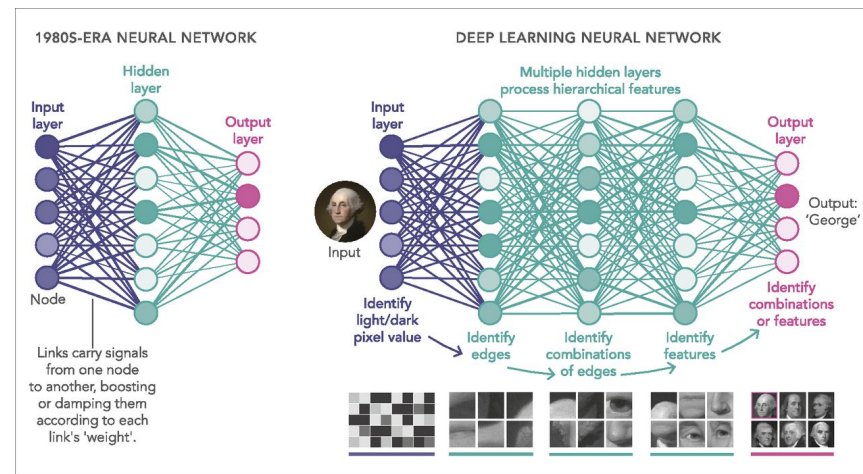 1980S-ERA NEURAL NETWORK
Hidden
layer
Input
layer
Output
layer
Node
Links carry signals
from one node
to another, boosting
or damping them
according to each
link's 'weight'.
DEEP LEARNING NEURAL NETWORK
Multiple hidden layers
process hierarchical features
Input
layer
Output
layer
Input
Output:
'George'
Identify
light/dark
pixel value
Identify
edges
Identify
combinations
of edges
Identify
features
Identify
combinations
or features